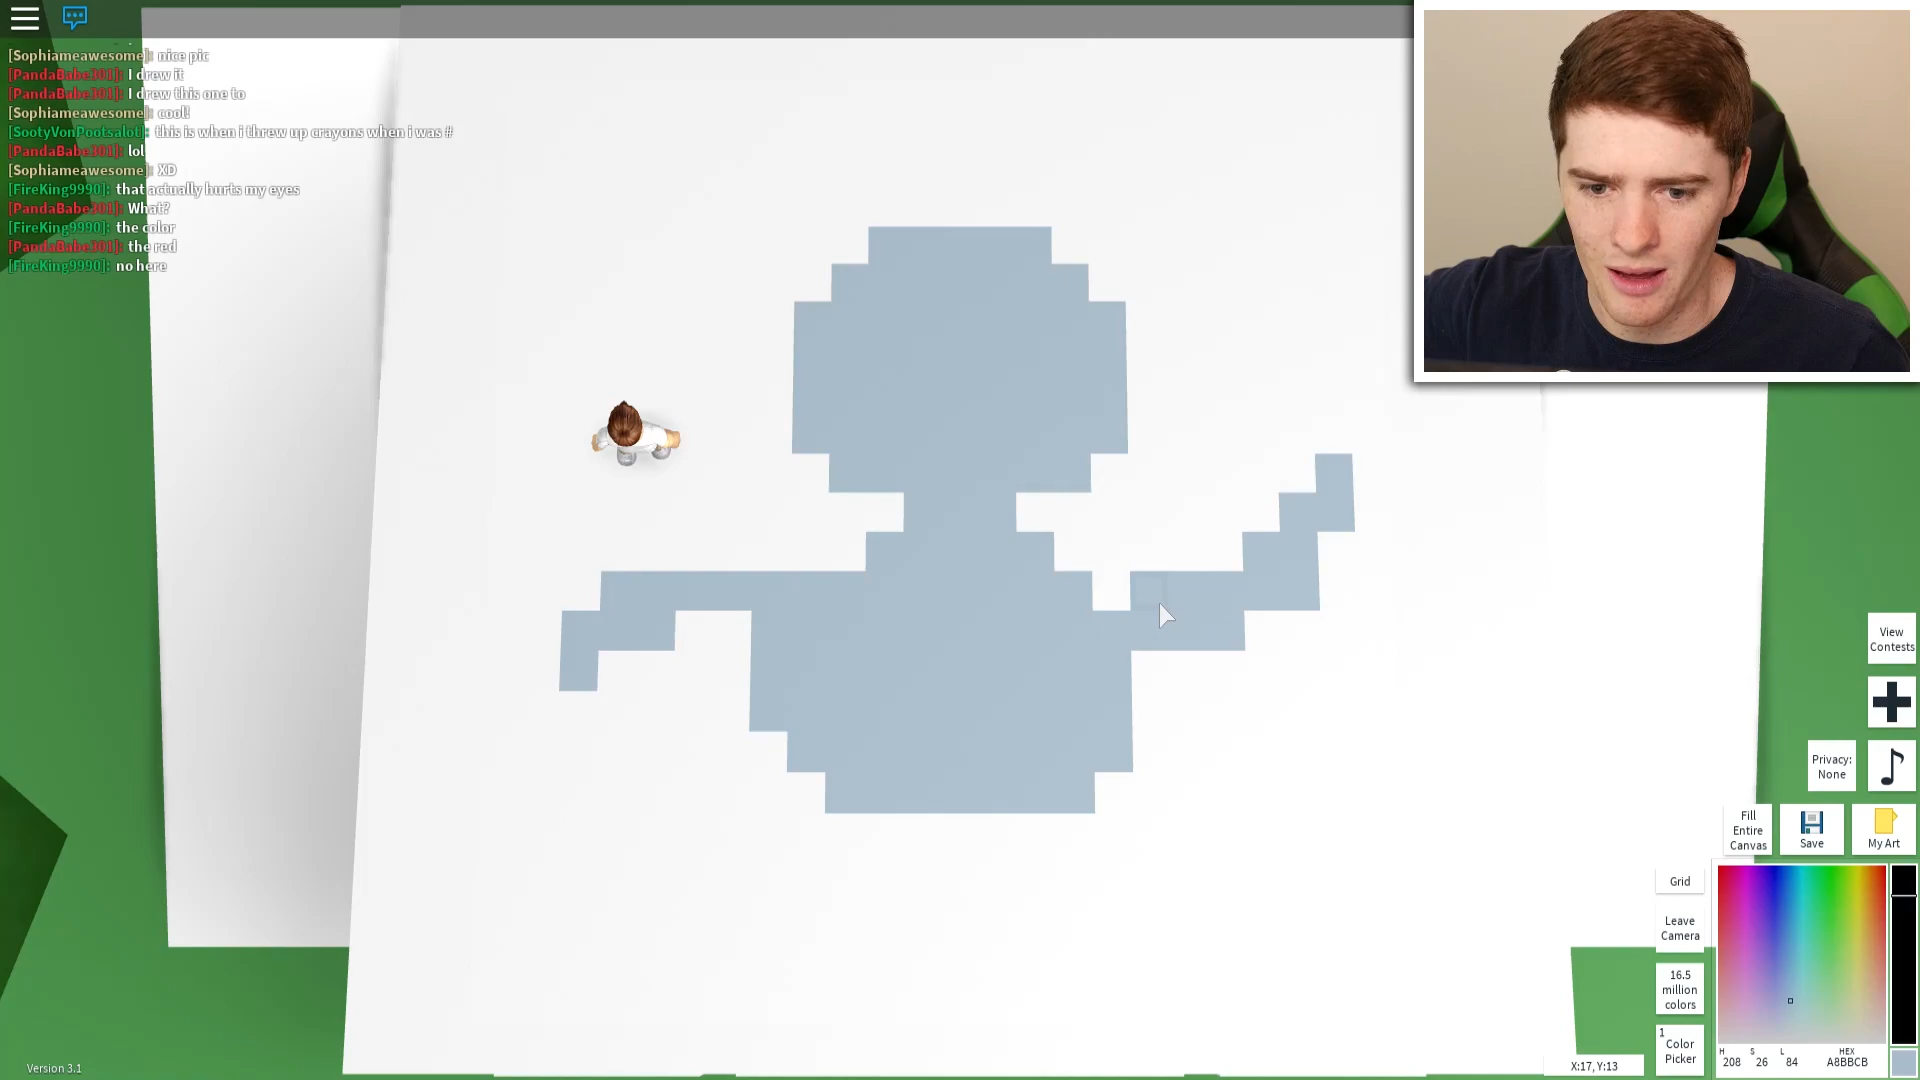 [Sophiameawesome]: nice pic
[PandaBabe301]: I drew it
[PandaBabe301]: I drew this one to
[Sophiameawesome]: cool!
[SootyVonPootsalot]: this is when i threw up crayons when i was #
[PandaBabe301]: lol
[Sophiameawesome]: XD
[FireKing9990]: that actually hurts my eyes
[PandaBabe301]: What?
[FireKing9990]: the color
[PandaBabe301]: the red
[FireKing9990]: no here
View
Contests
Privacy:
None
Fill
Entire
Canvas
Save
My Art
Grid
Leave
Camera
16.5
million
colors
1
Color
Picker
H S L HEX
208 26 84 A8BBCB
X:17, Y:13
Version 3.1